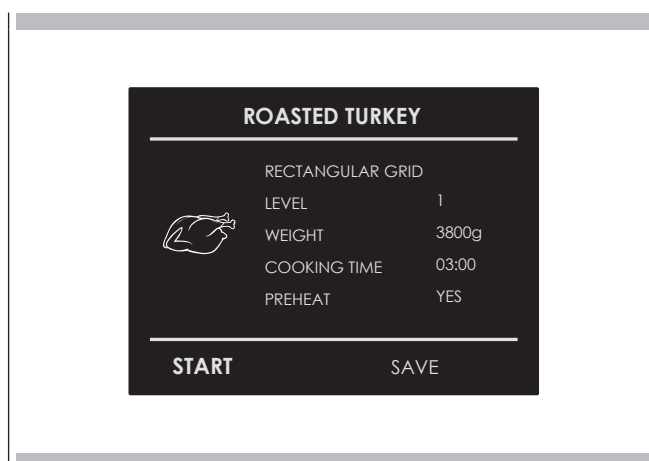 ROASTED TURKEY
RECTANGULAR GRID
LEVEL 1
WEIGHT 3800g
COOKING TIME 03:00
PREHEAT YES
START SAVE